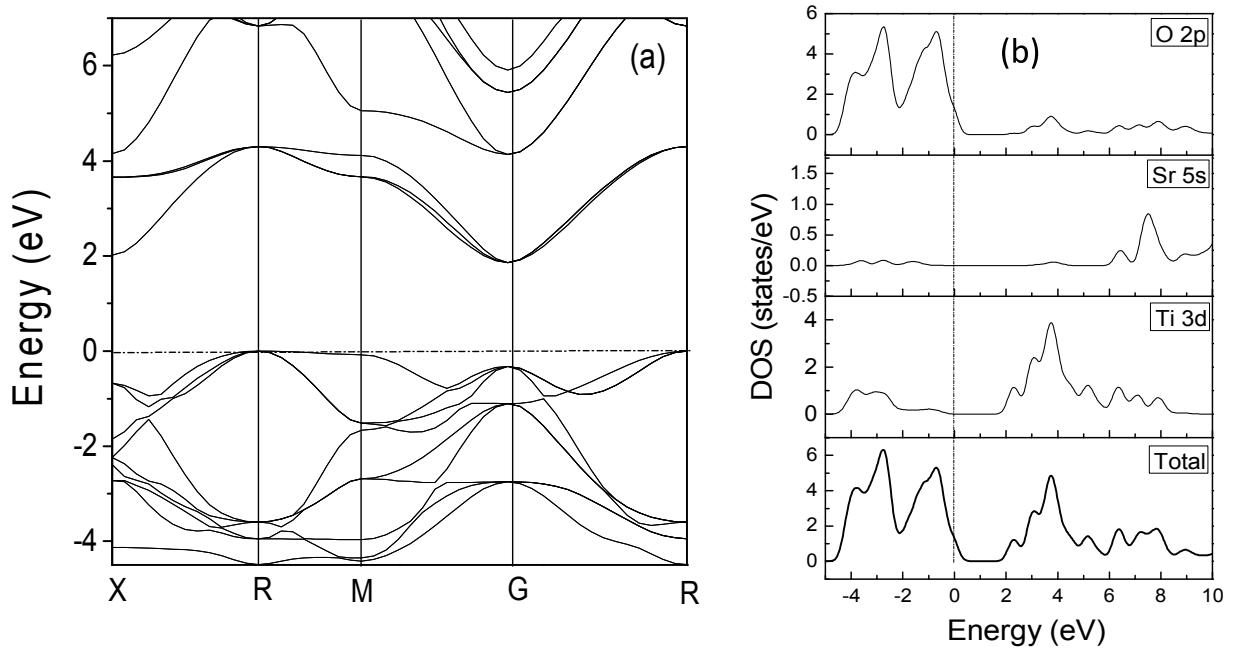 (a)
Energy (eV)
6
4
2
0
-2
-4
X R M G R
(b)
DOS (states/eV)
O 2p
6
4
2
0
Sr 5s
1.5
1.0
0.5
0.0
-0.5
Ti 3d
4
2
0
Total
6
4
2
0
-4 -2 0 2 4 6 8 10
Energy (eV)